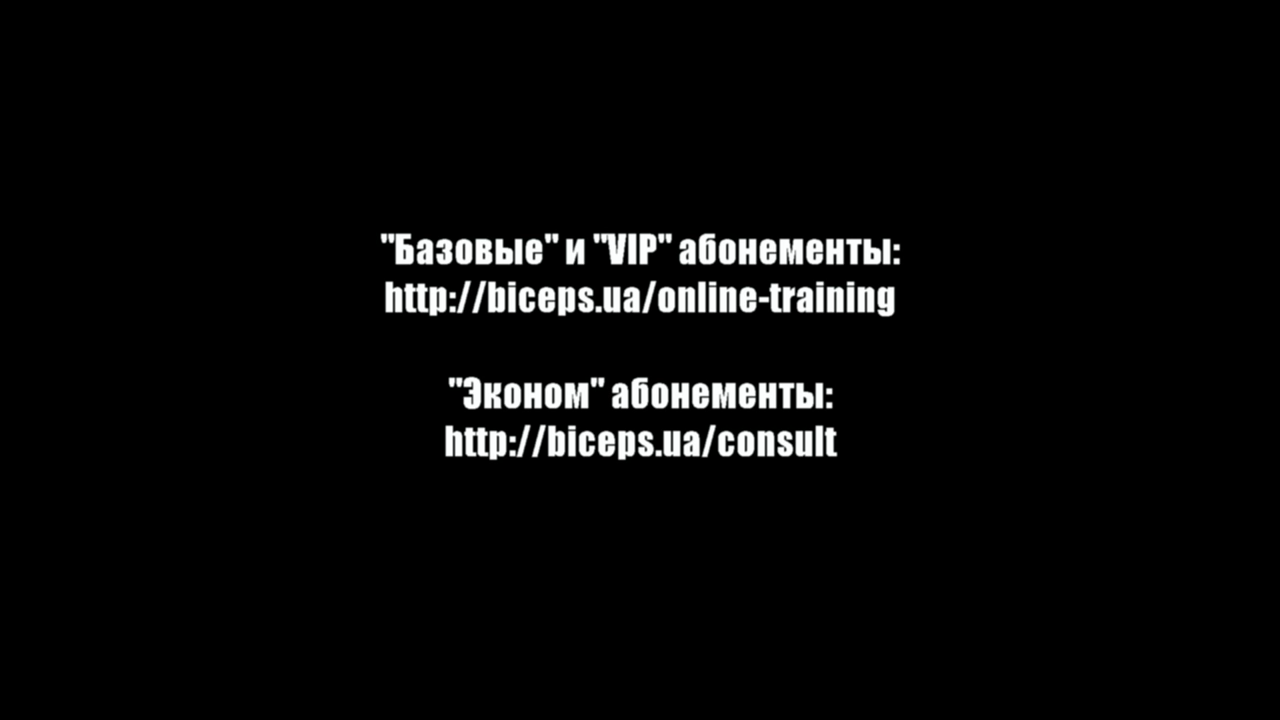 "Базовые" и "VIP" абонементы:
http://biceps.ua/online-training
"Эконом" абонементы:
http://biceps.ua/consult